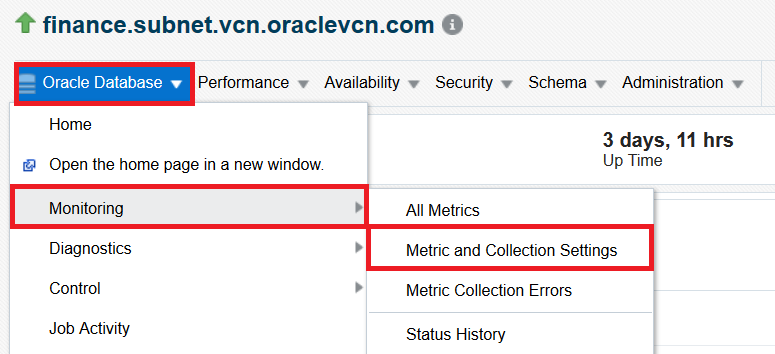 finance.subnet.vcn.oraclevcn.com
Oracle Database Performance Availability Security Schema Administration
Home
Open the home page in a new window.
Monitoring
Diagnostics
Control
Job Activity
All Metrics
Metric and Collection Settings
Metric Collection Errors
Status History
3 days, 11 hrs
Up Time